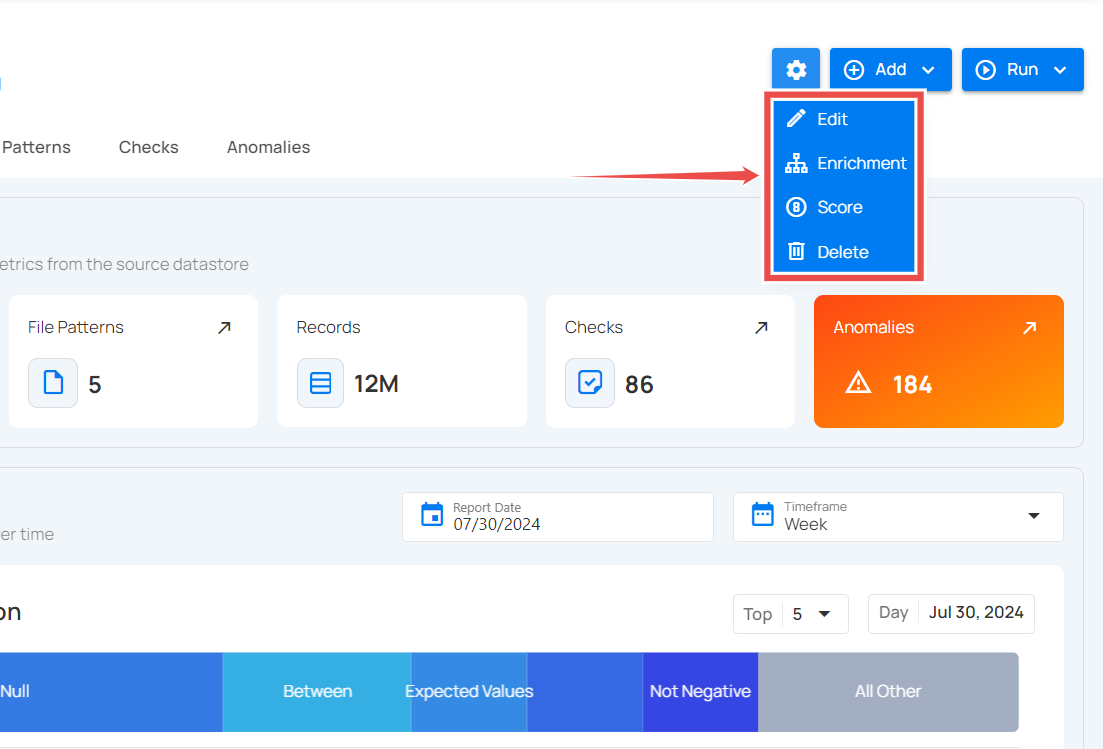 Add
Run
Edit
Enrichment
Score
Delete
Patterns
Checks
Anomalies
etrics from the source datastore
File Patterns
5
Records
12M
Checks
86
Anomalies
184
er time
Report Date
07/30/2024
Timeframe
Week
on
Top 5
Day Jul 30, 2024
Null
Between
Expected Values
Not Negative
All Other